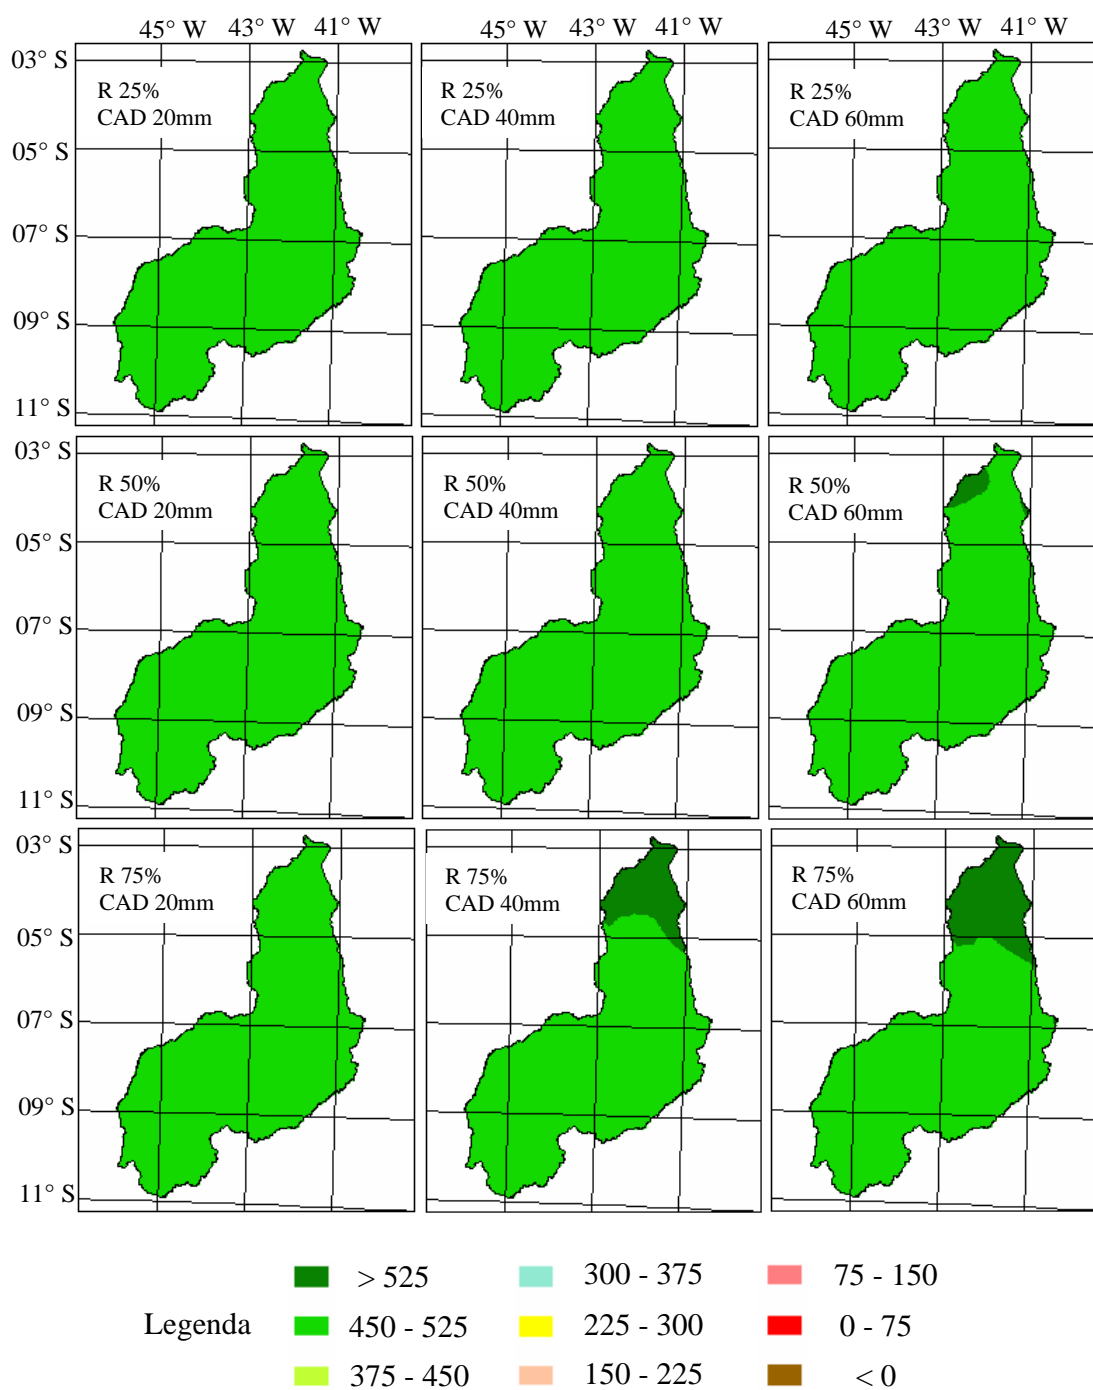 45° W 43° W 41° W 45° W 43° W 41° W 45° W 43° W 41° W
03° S
R 25%
CAD 20mm
R 25%
CAD 40mm
R 25%
CAD 60mm
05° S
07° S
09° S
11° S
03° S
R 50%
CAD 20mm
R 50%
CAD 40mm
R 50%
CAD 60mm
05° S
07° S
09° S
11° S
03° S
R 75%
CAD 20mm
R 75%
CAD 40mm
R 75%
CAD 60mm
05° S
07° S
09° S
11° S
> 525 300 - 375 75 - 150
Legenda 450 - 525 225 - 300 0 - 75
375 - 450 150 - 225 < 0